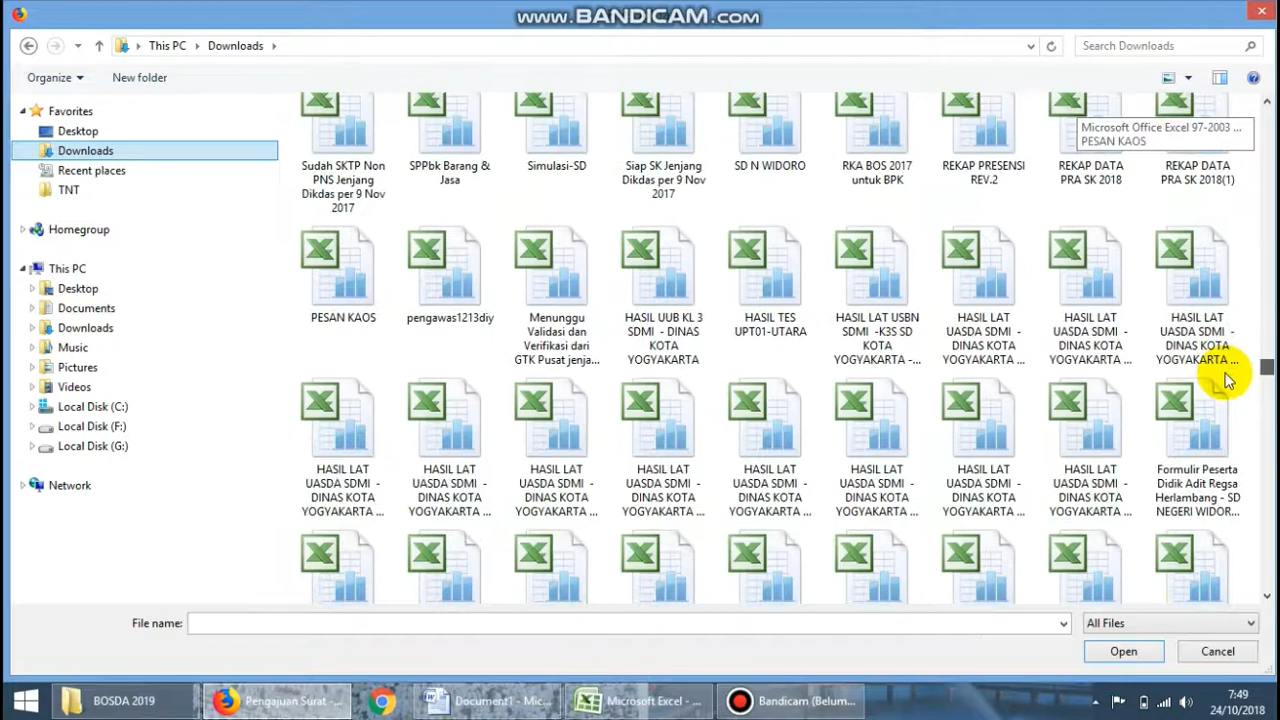 www.BANDICAM.com
This PC
Downloads
Search Downloads
Organize
New folder
Favorites
Desktop
Downloads
Recent places
TNT
Homegroup
This PC
Desktop
Documents
Downloads
Music
Pictures
Videos
Local Disk (C:)
Local Disk (F:)
Local Disk (G:)
Network
Microsoft Office Excel 97-2003 ...
PESAN KAOS
Sudah SKTP Non
PNS Jenjang
Dikdas per 9 Nov
2017
SPPbk Barang &
Jasa
Simulasi-SD
Siap SK Jenjang
Dikdas per 9 Nov
2017
SD N WIDORO
RKA BOS 2017
untuk BPK
REKAP PRESENSI
REV.2
REKAP DATA
PRA SK 2018
REKAP DATA
PRA SK 2018(1)
PESAN KAOS
pengawas1213diy
Menunggu
Validasi dan
Verifikasi dari
GTK Pusat jenja...
HASIL UUB KL 3
SDMI - DINAS
KOTA
YOGYAKARTA
HASIL TES
UPT01-UTARA
HASIL LAT USBN
SDMI -K3S SD
KOTA
YOGYAKARTA -...
HASIL LAT
UASDA SDMI -
DINAS KOTA
YOGYAKARTA ...
HASIL LAT
UASDA SDMI -
DINAS KOTA
YOGYAKARTA ...
HASIL LAT
UASDA SDMI -
DINAS KOTA
YOGYAKARTA ...
HASIL LAT
UASDA SDMI -
DINAS KOTA
YOGYAKARTA ...
HASIL LAT
UASDA SDMI -
DINAS KOTA
YOGYAKARTA ...
HASIL LAT
UASDA SDMI -
DINAS KOTA
YOGYAKARTA ...
HASIL LAT
UASDA SDMI -
DINAS KOTA
YOGYAKARTA ...
HASIL LAT
UASDA SDMI -
DINAS KOTA
YOGYAKARTA ...
HASIL LAT
UASDA SDMI -
DINAS KOTA
YOGYAKARTA ...
HASIL LAT
UASDA SDMI -
DINAS KOTA
YOGYAKARTA ...
HASIL LAT
UASDA SDMI -
DINAS KOTA
YOGYAKARTA ...
Formulir Peserta
Didik Adit Regsa
Herlambang - SD
NEGERI WIDOR...
File name:
All Files
Open
Cancel
BOSDA 2019
Pengajuan Surat -...
Document1 - Mic...
Microsoft Excel - ...
Bandicam (Belum...
7:49
24/10/2018